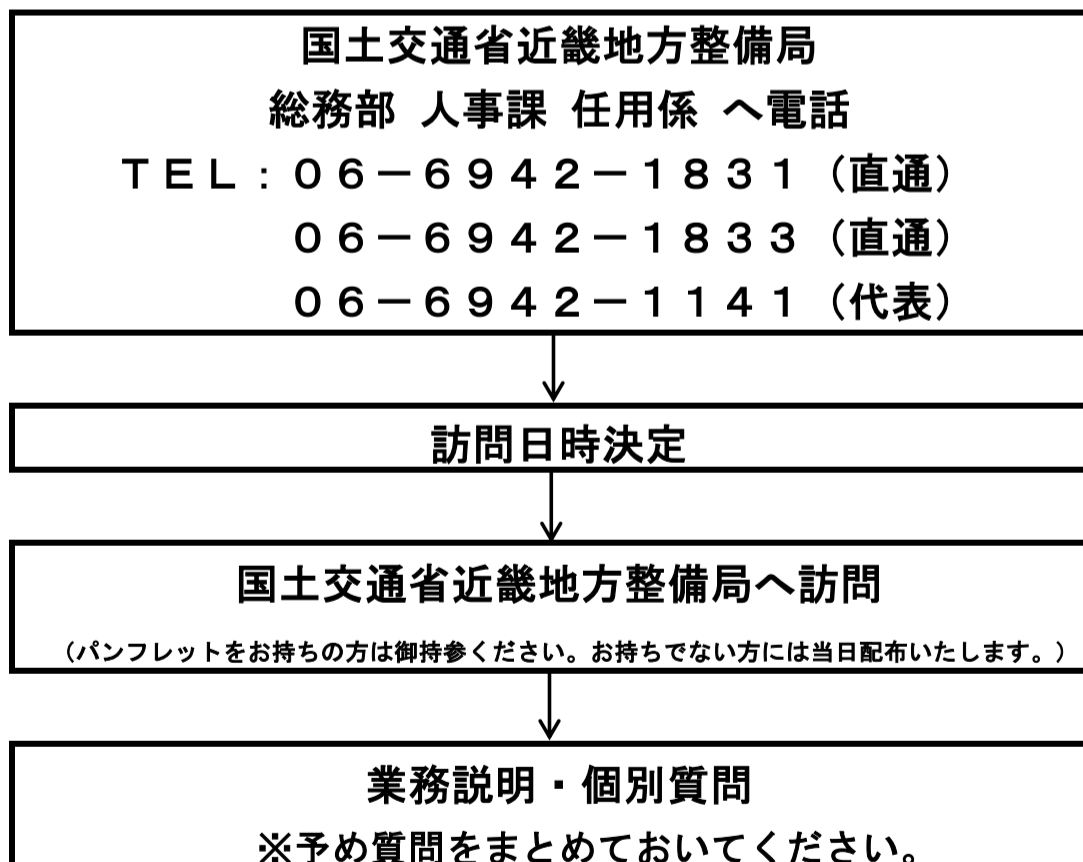 国土交通省近畿地方整備局
総務部 人事課 任用係 へ電話
ＴＥＬ：０６－６９４２－１８３１（直通）
０６－６９４２－１８３３（直通）
０６－６９４２－１１４１（代表）
訪問日時決定
国土交通省近畿地方整備局へ訪問
（パンフレットをお持ちの方は御持参ください。お持ちでない方には当日配布いたします。）
業務説明・個別質問
※予め質問をまとめておいてください。